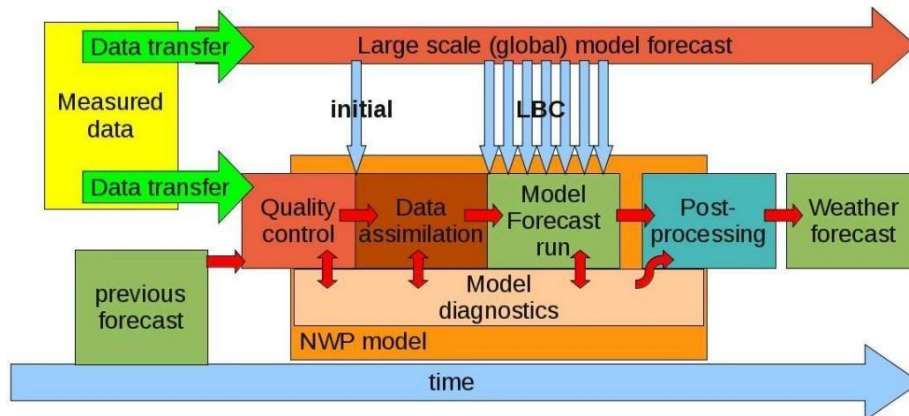 Data transfer
Large scale (global) model forecast
Measured
data
initial
LBC
Data transfer
Quality
control
Data
assimilation
Model
Forecast
run
Post-
processing
Weather
forecast
previous
forecast
Model
diagnostics
NWP model
time